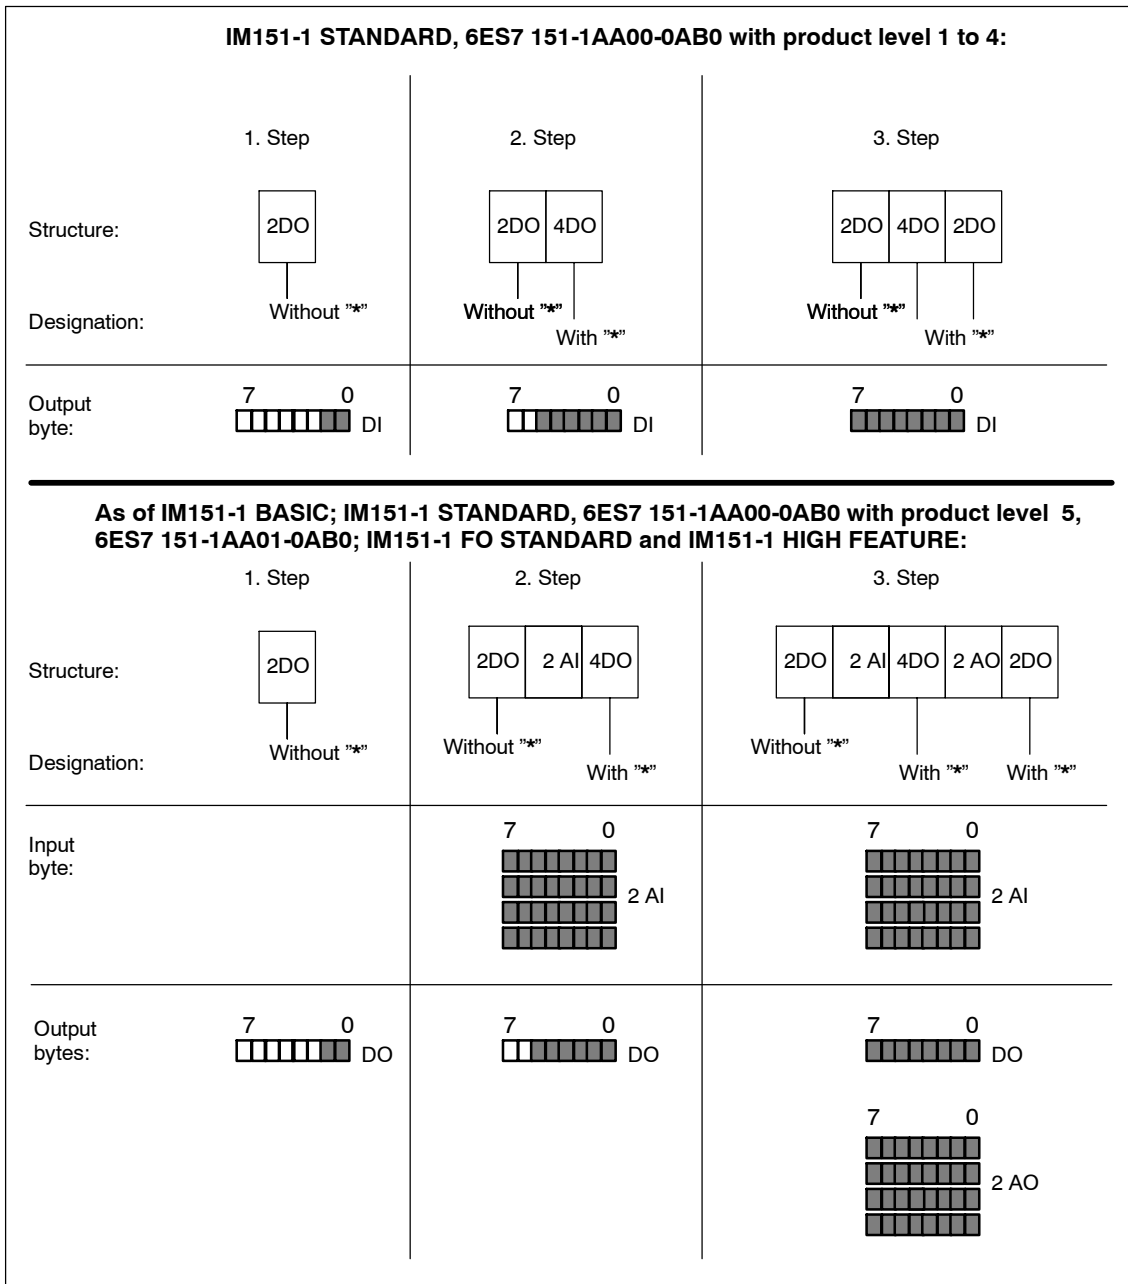 IM151-1 STANDARD, 6ES7 151-1AA00-0AB0 with product level 1 to 4:
1. Step 2. Step 3. Step
Structure: 2DO 2DO 4DO 2DO 4DO 2DO
Designation: Without ”*” Without ”*” Without ”*”
With ”*” With ”*”
Output
byte:
7 0 DI 7 0 DI 7 0 DI
As of IM151-1 BASIC; IM151-1 STANDARD, 6ES7 151-1AA00-0AB0 with product level 5,
6ES7 151-1AA01-0AB0; IM151-1 FO STANDARD and IM151-1 HIGH FEATURE:
1. Step 2. Step 3. Step
Structure: 2DO 2DO 2 AI 4DO 2DO 2 AI 4DO 2 AO 2DO
Designation: Without ”*” Without ”*” Without ”*”
With ”*” With ”*” With ”*”
Input
byte:
7 0 7 0
2 AI 2 AI
Output
bytes:
7 0 7 0 7 0
DO DO DO
7 0
2 AO